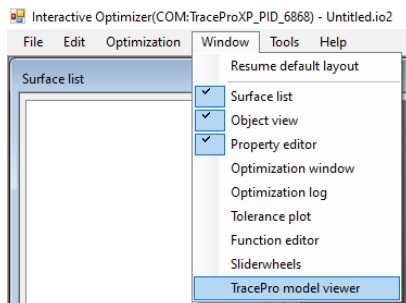 Interactive Optimizer(COM:TraceProXP_PID_6868) - Untitled.io2
File Edit Optimization Window Tools Help
Surface list
Resume default layout
Surface list
Object view
Property editor
Optimization window
Optimization log
Tolerance plot
Function editor
Sliderwheels
TracePro model viewer